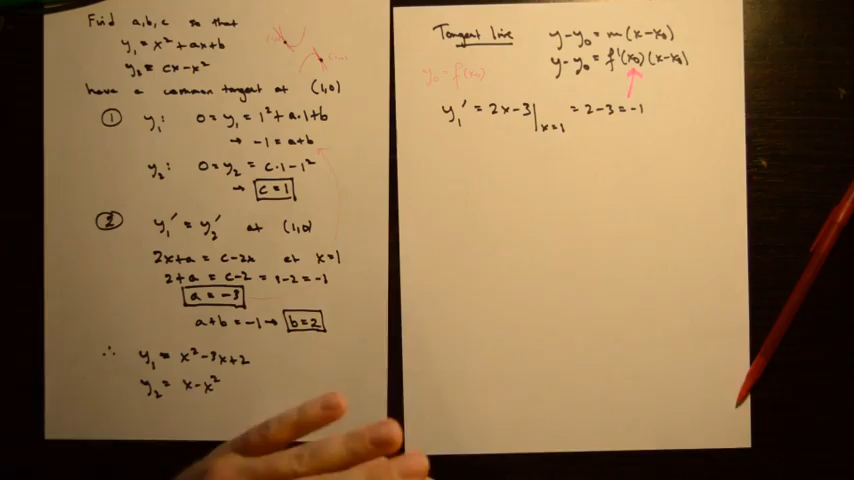 Find a, b, c so that
y₁ = x² + ax + b
y₂ = cx - x²
have a common tangent at (1,0)
① y₁: 0 = y₁ = 1² + a·1 + b
→ -1 = a + b
y₂: 0 = y₂ = c·1 - 1²
→ c = 1
② y₁' = y₂' at (1,0)
2x + a = c - 2x at x = 1
2 + a = c - 2 = 1 - 2 = -1
a = -3
a + b = -1 → b = 2
∴ y₁ = x² - 3x + 2
y₂ = x - x²
Tangent line
y - y₀ = m(x - x₀)
y - y₀ = f'(x₀)(x - x₀)
y₀ = f(x₀)
y₁' = 2x - 3 |ₓ₌₁ = 2 - 3 = -1